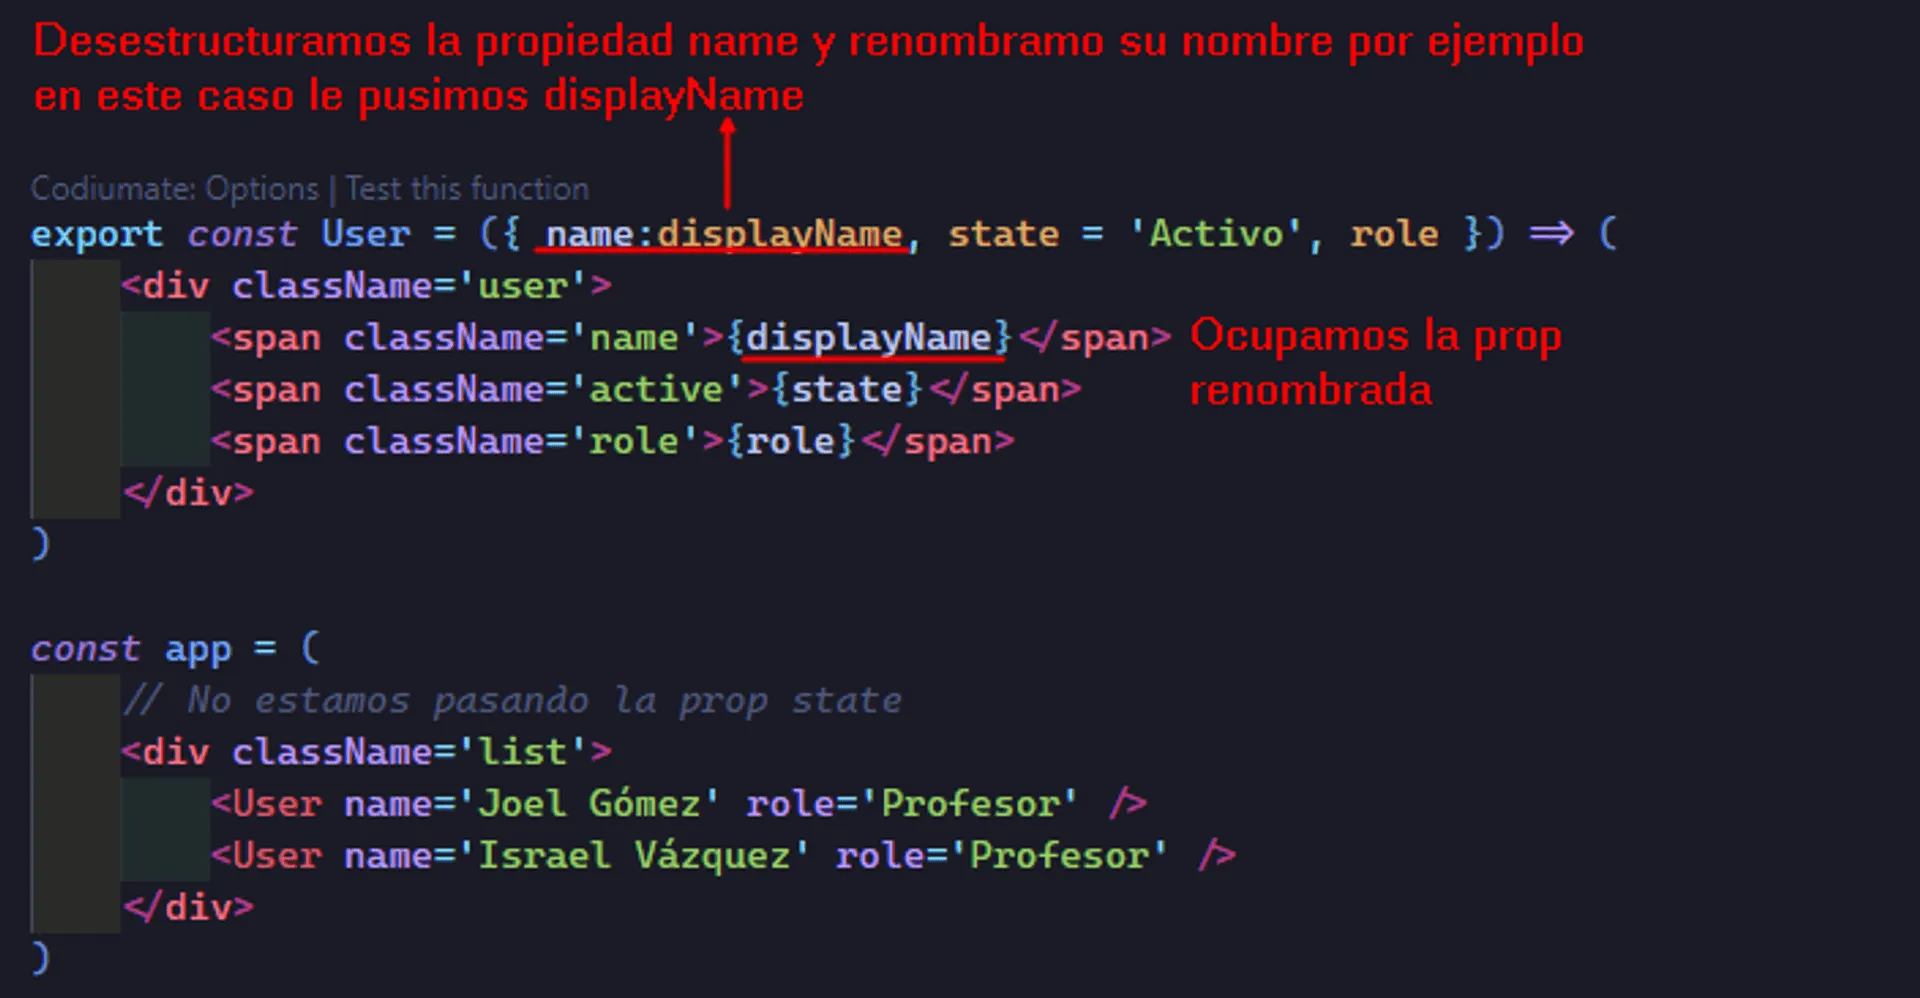 Desestructuramos la propiedad name y renombramo su nombre por ejemplo
en este caso le pusimos displayName
Codiumate: Options | Test this function
export const User = ({ name:displayName, state = 'Activo', role }) => (
<div className='user'>
<span className='name'>{displayName}</span> Ocupamos la prop
<span className='active'>{state}</span> renombrada
<span className='role'>{role}</span>
</div>
)
const app = (
// No estamos pasando la prop state
<div className='list'>
<User name='Joel Gómez' role='Profesor' />
<User name='Israel Vázquez' role='Profesor' />
</div>
)